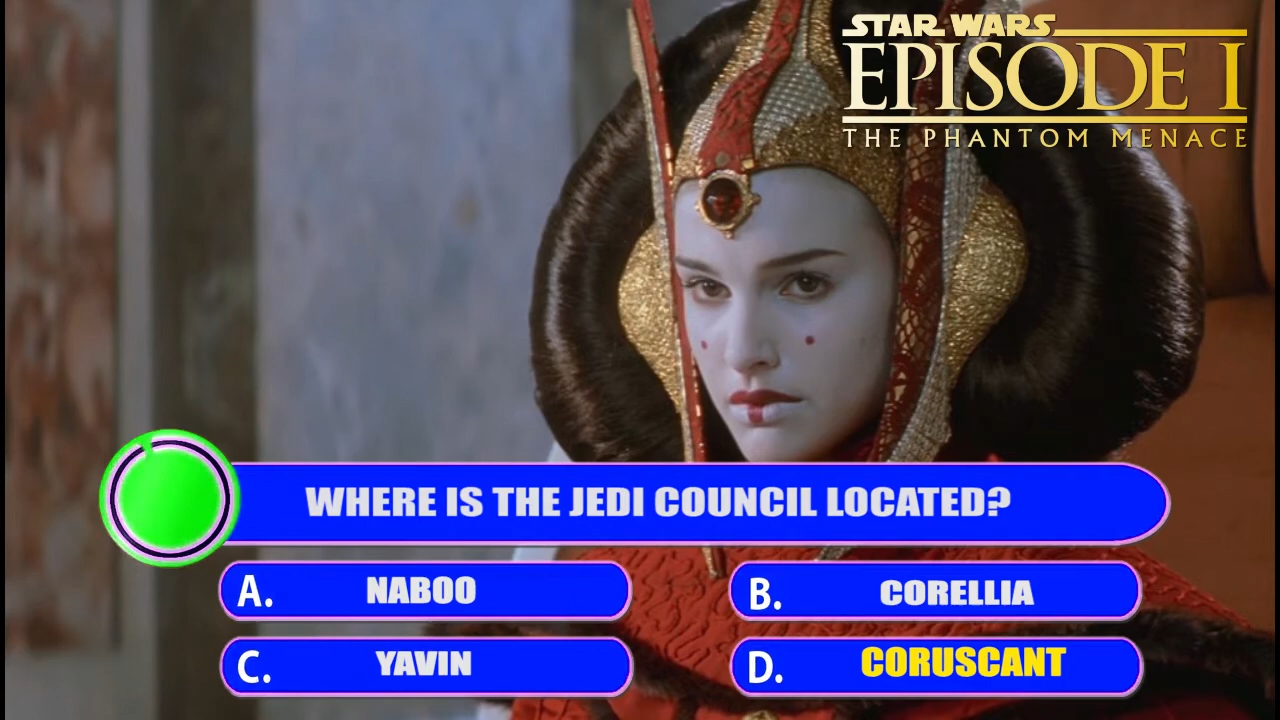 STAR WARS
EPISODE I
THE PHANTOM MENACE
WHERE IS THE JEDI COUNCIL LOCATED?
A. NABOO
B. CORELLIA
C. YAVIN
D. CORUSCANT